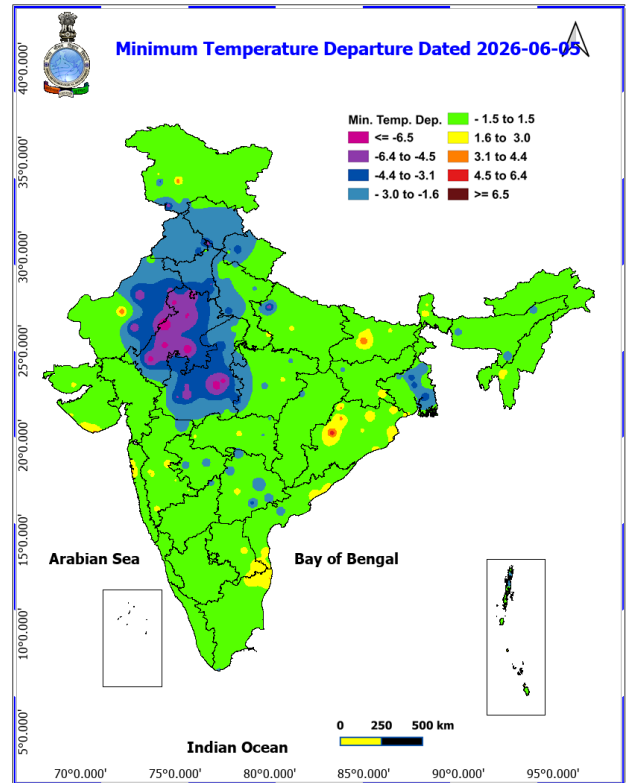 Minimum Temperature Departure Dated 2026-06-05
Min. Temp. Dep.
<= -6.5
-6.4 to -4.5
-4.4 to -3.1
- 3.0 to -1.6
- 1.5 to 1.5
1.6 to 3.0
3.1 to 4.4
4.5 to 6.4
>= 6.5
40°0.000'
35°0.000'
30°0.000'
25°0.000'
20°0.000'
15°0.000'
10°0.000'
5°0.000'
Arabian Sea
Bay of Bengal
Indian Ocean
0 250 500 km
70°0.000' 75°0.000' 80°0.000' 85°0.000' 90°0.000' 95°0.000'